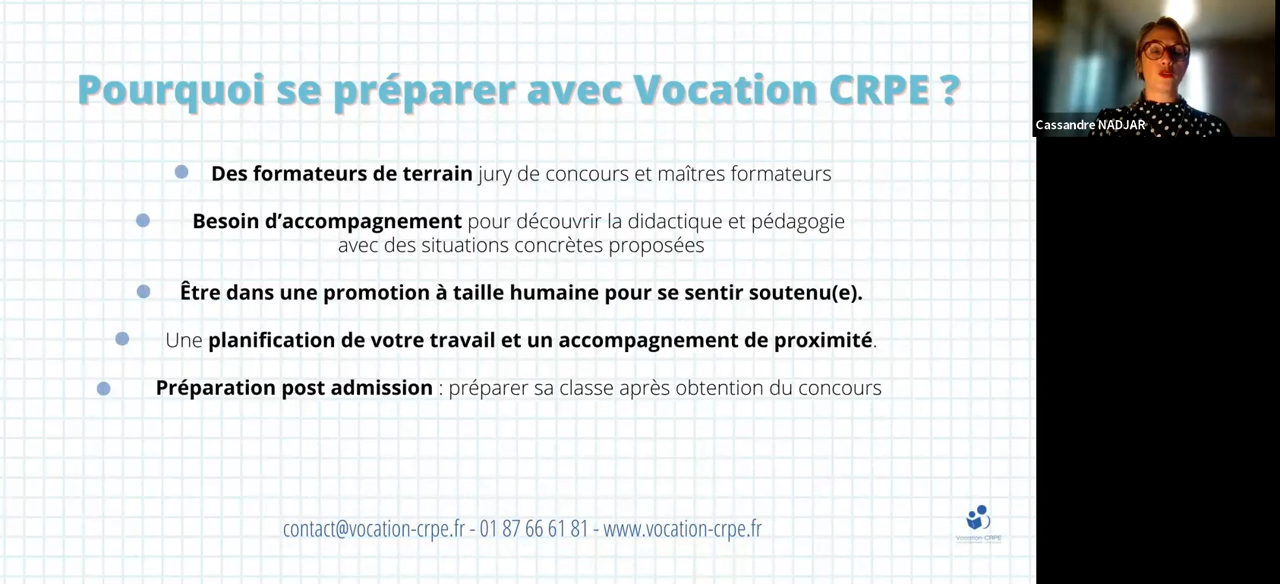 Pourquoi se préparer avec Vocation CRPE ?
Cassandre NADJAR
Des formateurs de terrain jury de concours et maîtres formateurs
Besoin d’accompagnement pour découvrir la didactique et pédagogie
avec des situations concrètes proposées
Être dans une promotion à taille humaine pour se sentir soutenu(e).
Une planification de votre travail et un accompagnement de proximité.
Préparation post admission : préparer sa classe après obtention du concours
contact@vocation-crpe.fr - 01 87 66 61 81 - www.vocation-crpe.fr
Vocation CRPE